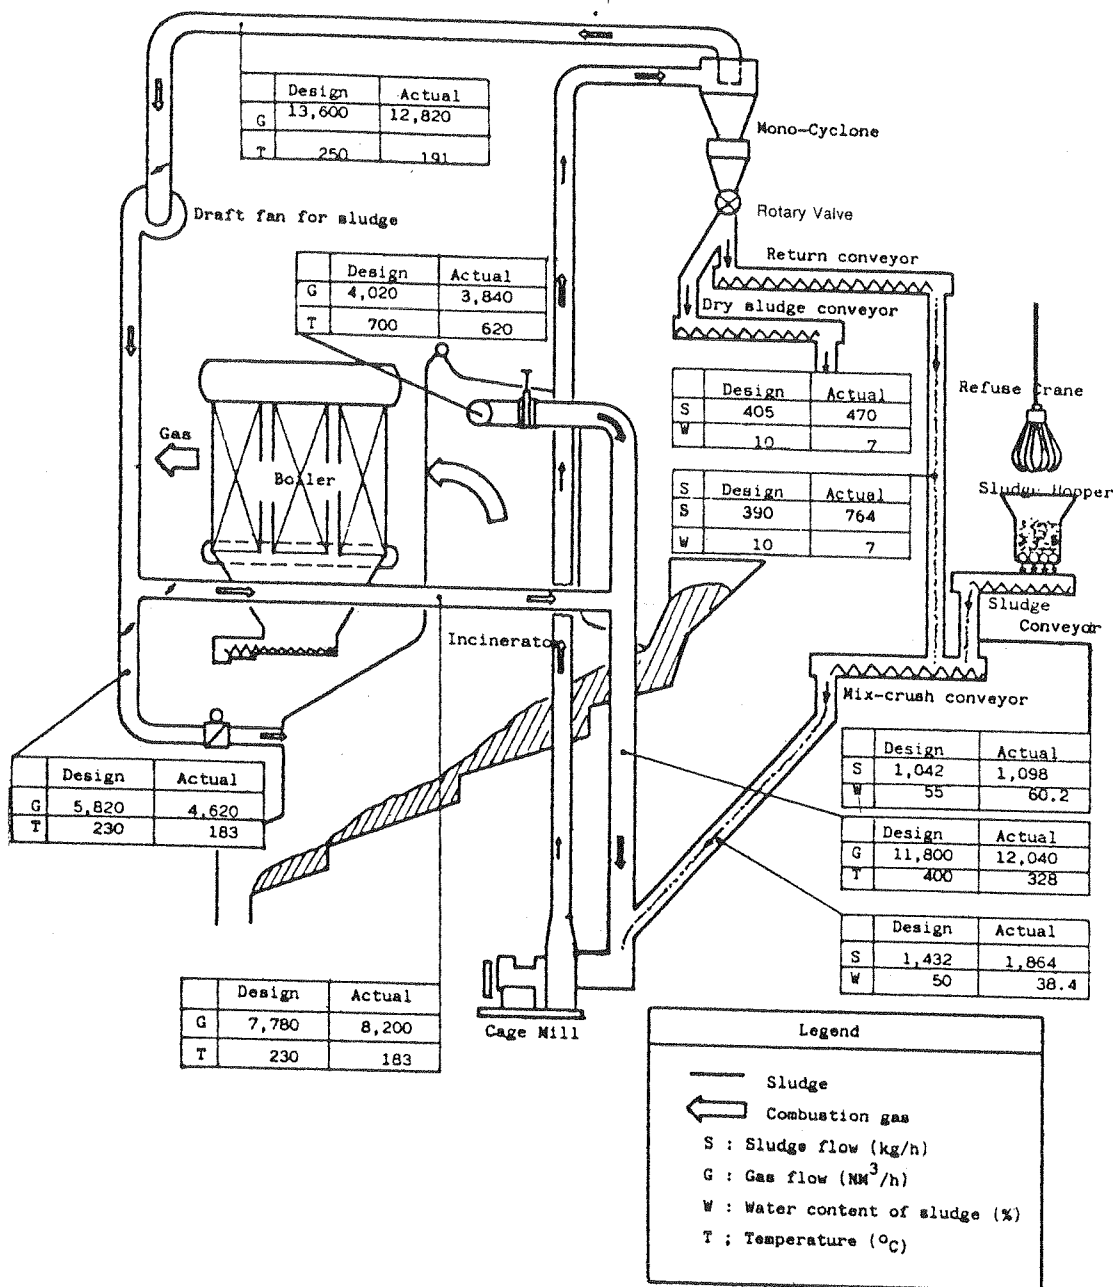 Design Actual
G 13,600 12,820
T 250 191
Mono-Cyclone
Rotary Valve
Draft fan for sludge
Return conveyor
Design Actual
G 4,020 3,840
T 700 620
Dry sludge conveyor
Refuse Crane
Design Actual
S 405 470
W 10 7
Gas
Boiler
S Design Actual
S 390 764
W 10 7
Sludge Hopper
Sludge
Conveyor
Incinerator
Mix-crush conveyor
Design Actual
S 1,042 1,098
W 55 60.2
Design Actual
G 5,820 4,620
T 230 183
Design Actual
G 11,800 12,040
T 400 328
Design Actual
S 1,432 1,864
W 50 38.4
Design Actual
G 7,780 8,200
T 230 183
Cage Mill
Legend
Sludge
Combustion gas
S : Sludge flow (kg/h)
G : Gas flow (NM³/h)
W : Water content of sludge (%)
T ; Temperature (°C)